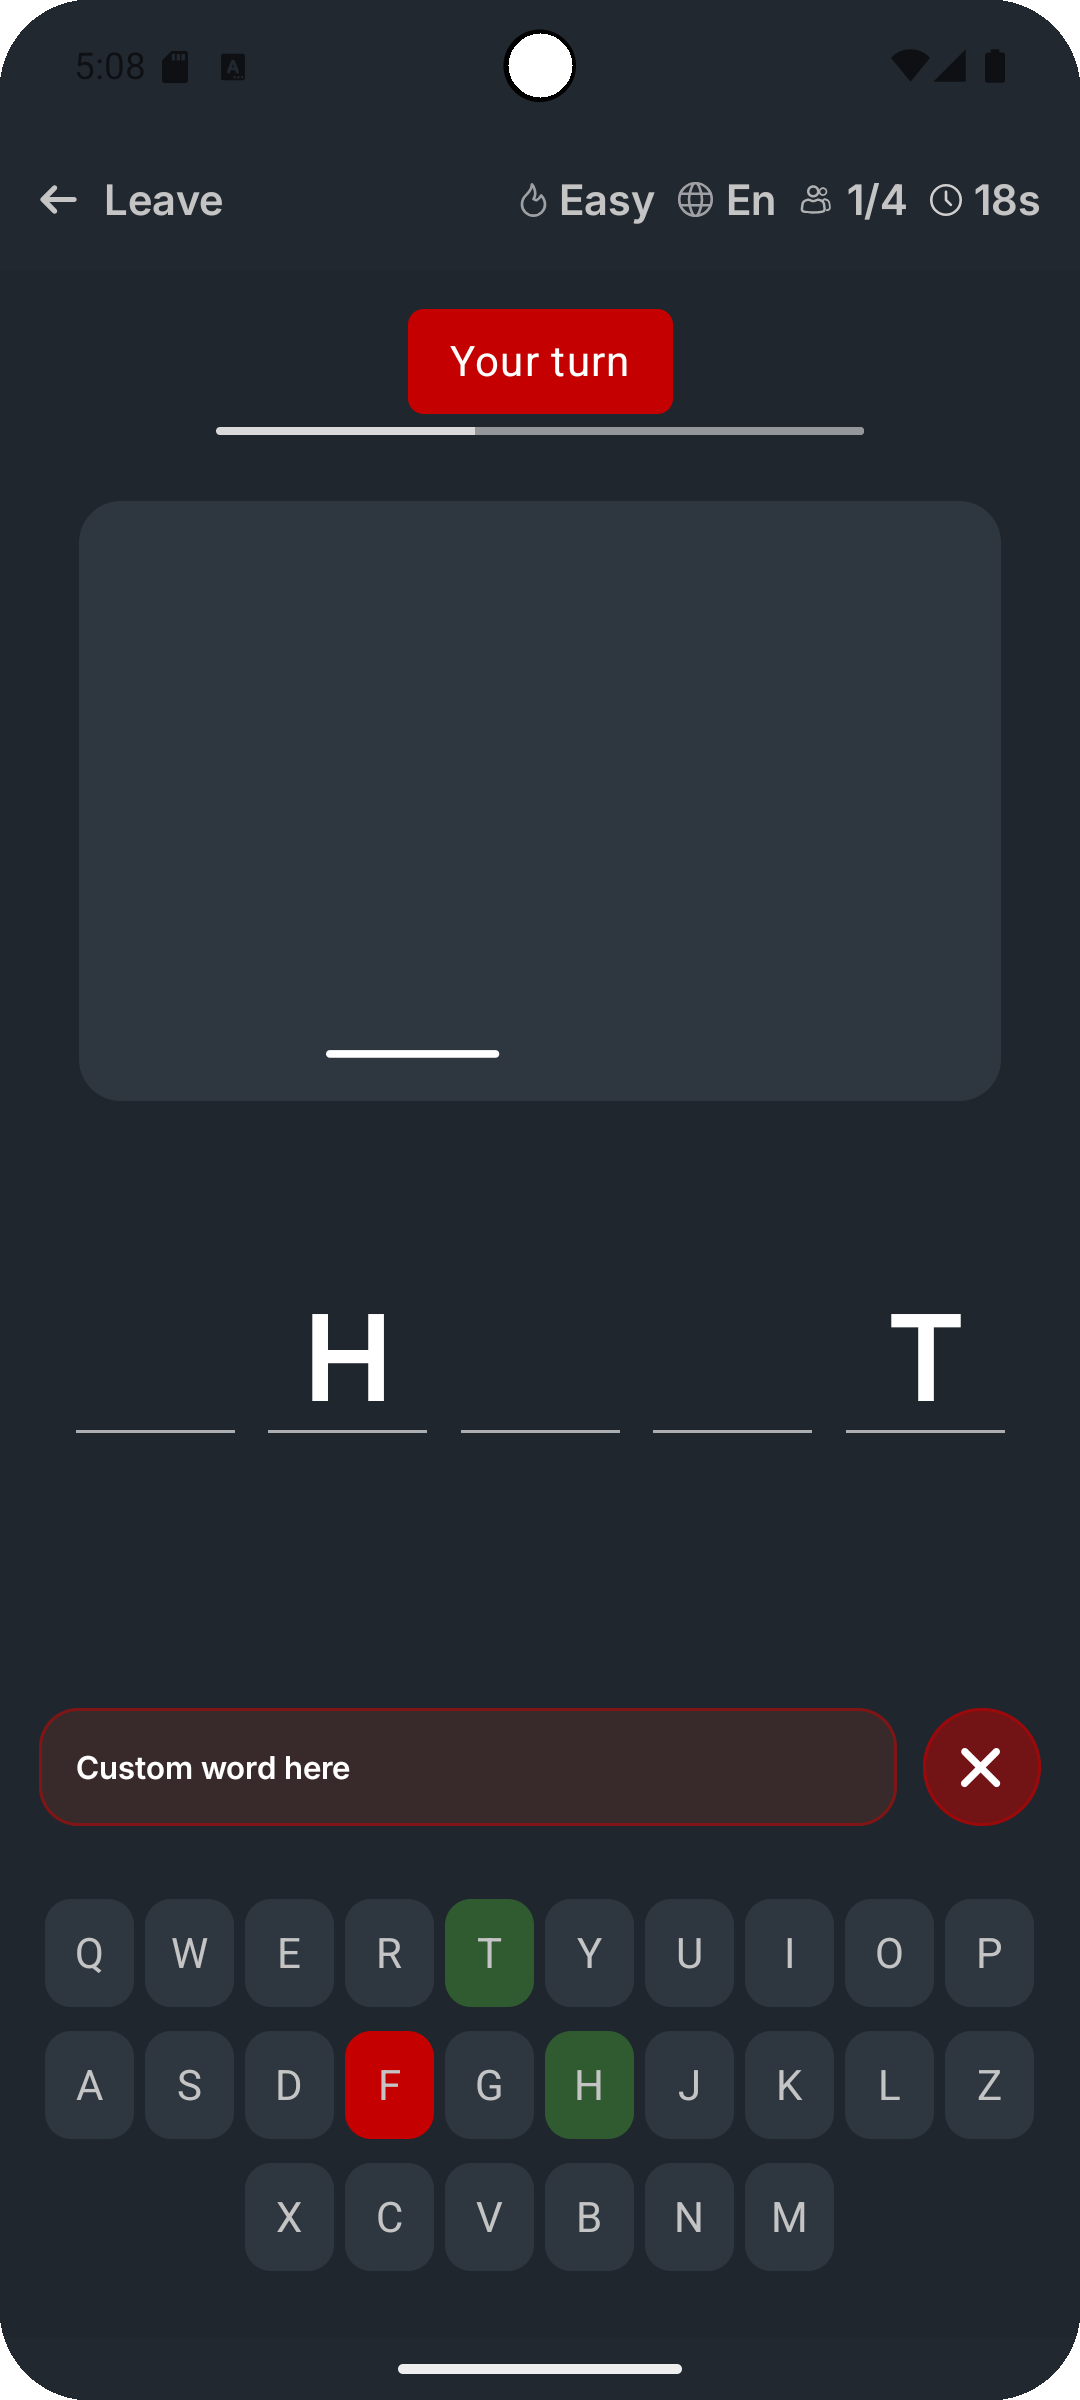 5:08
Leave Easy En 1/4 18s
Your turn
H T
Custom word here
Q W E R T Y U I O P
A S D F G H J K L Z
X C V B N M